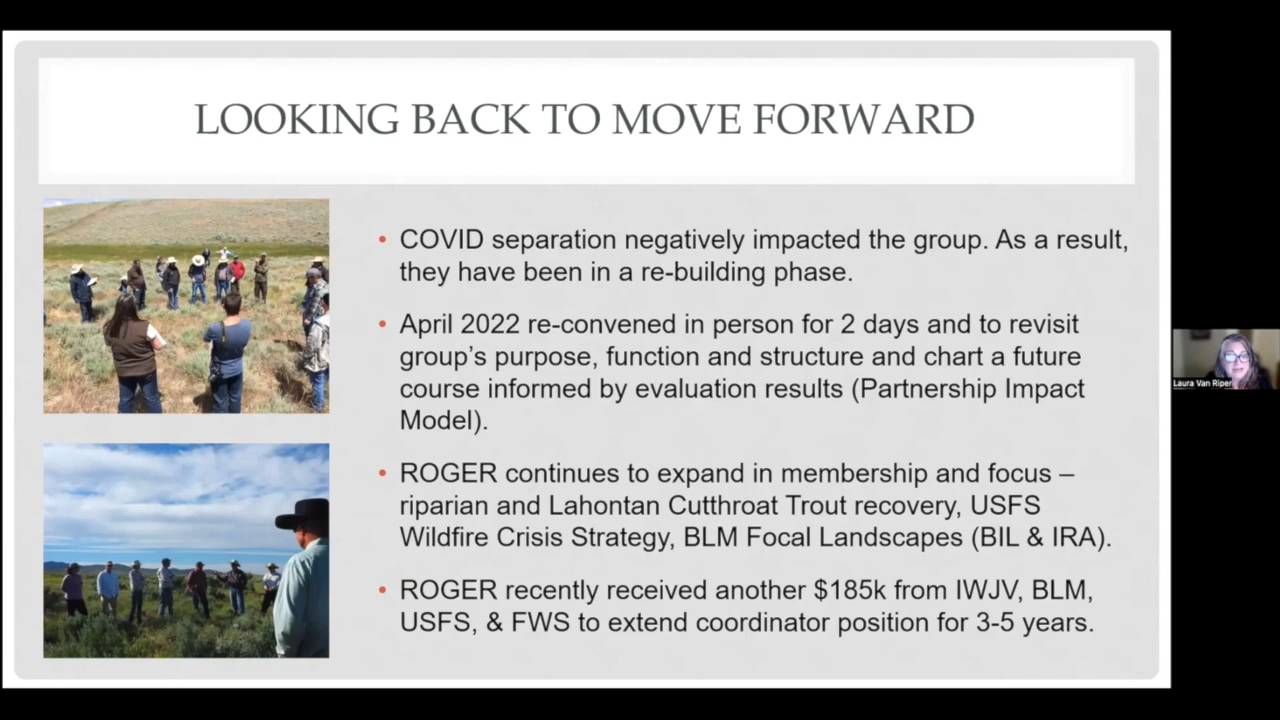 LOOKING BACK TO MOVE FORWARD
• COVID separation negatively impacted the group. As a result,
they have been in a re-building phase.
• April 2022 re-convened in person for 2 days and to revisit
group's purpose, function and structure and chart a future
course informed by evaluation results (Partnership Impact
Model).
• ROGER continues to expand in membership and focus –
riparian and Lahontan Cutthroat Trout recovery, USFS
Wildfire Crisis Strategy, BLM Focal Landscapes (BIL & IRA).
• ROGER recently received another $185k from IWJV, BLM,
USFS, & FWS to extend coordinator position for 3-5 years.
Laura Van Riper